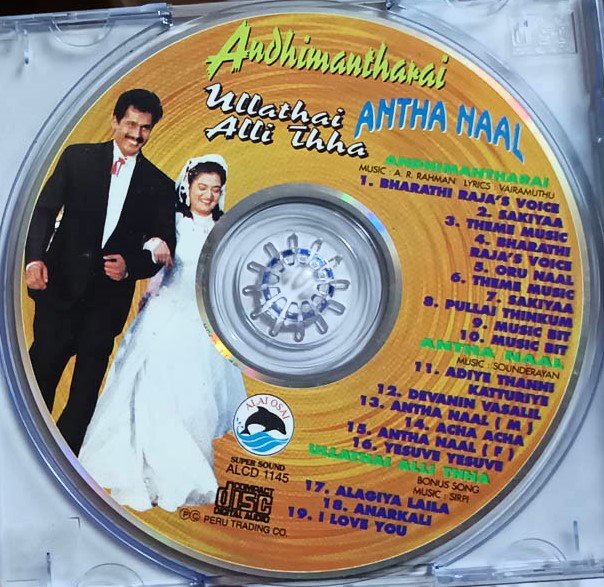 Andhimantharai
Ullathai
Alli Thha
ANTHA NAAL
ANDHIMANTHARAI
MUSIC : A. R. RAHMAN LYRICS : VAIRAMUTHU
1. BHARATHI RAJA'S VOICE
2. SAKIYAA
3. THEME MUSIC
4. BHARATHI
RAJA'S VOICE
5. ORU NAAL
6. THEME MUSIC
7. SAKIYAA
8. PULLAI THINKUM
9. MUSIC BIT
10. MUSIC BIT
ANTHA NAAL
MUSIC : SOUNDERAYAN
11. ADIYE THANNI
KATTURIYE
12. DEVANIN VASALIL
13. ANTHA NAAL ( M )
14. ACHA ACHA
15. ANTHA NAAL ( F )
16. YESUVE YESUVE
ULLATHAI ALLI THHA
BONUS SONG
MUSIC : SIRPI
17. ALAGIYA LAILA
18. ANARKALI
19. I LOVE YOU
ALAI OSAI
SUPER SOUND
ALCD 1145
COMPACT
disc
DIGITAL AUDIO
Ⓟ© PERU TRADING CO.